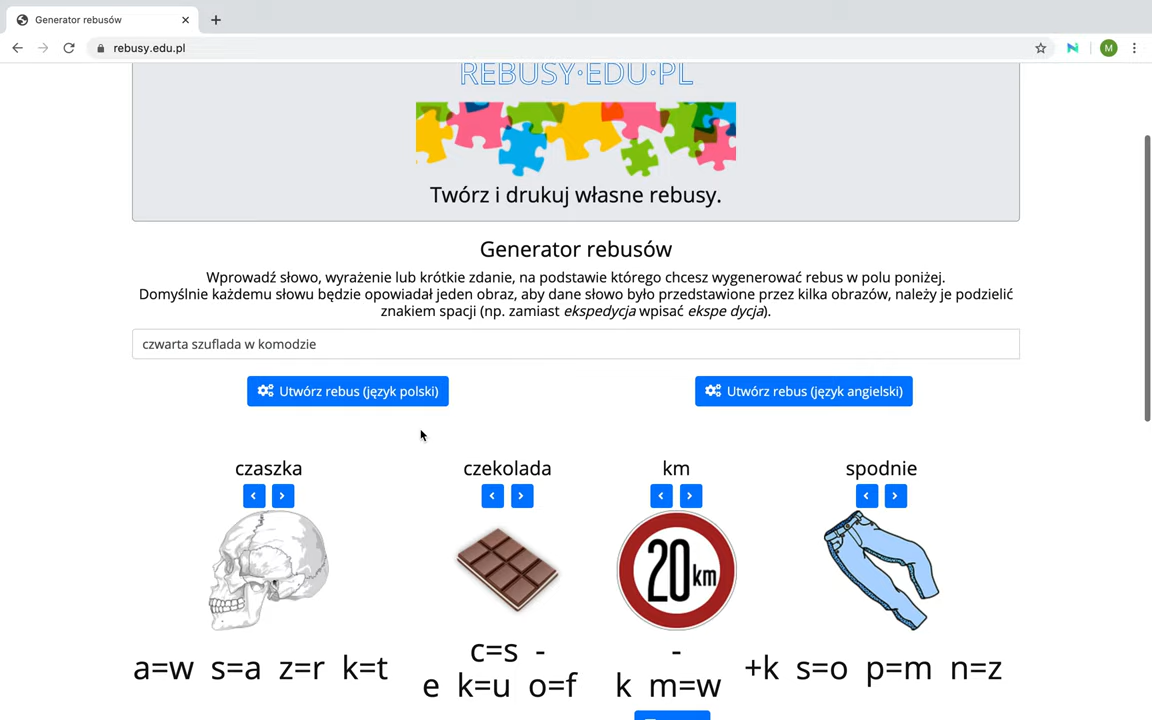 Generator rebusów
rebusy.edu.pl
M
REBUSY·EDU·PL
Twórz i drukuj własne rebusy.
Generator rebusów
Wprowadź słowo, wyrażenie lub krótkie zdanie, na podstawie którego chcesz wygenerować rebus w polu poniżej.
Domyślnie każdemu słowu będzie opowiadał jeden obraz, aby dane słowo było przedstawione przez kilka obrazów, należy je podzielić
znakiem spacji (np. zamiast ekspedycja wpisać ekspe dycja).
czwarta szuflada w komodzie
Utwórz rebus (język polski)
Utwórz rebus (język angielski)
czaszka
czekolada
km
spodnie
20km
a=w s=a z=r k=t
c=s -
e k=u o=f
-
k m=w
+k s=o p=m n=z